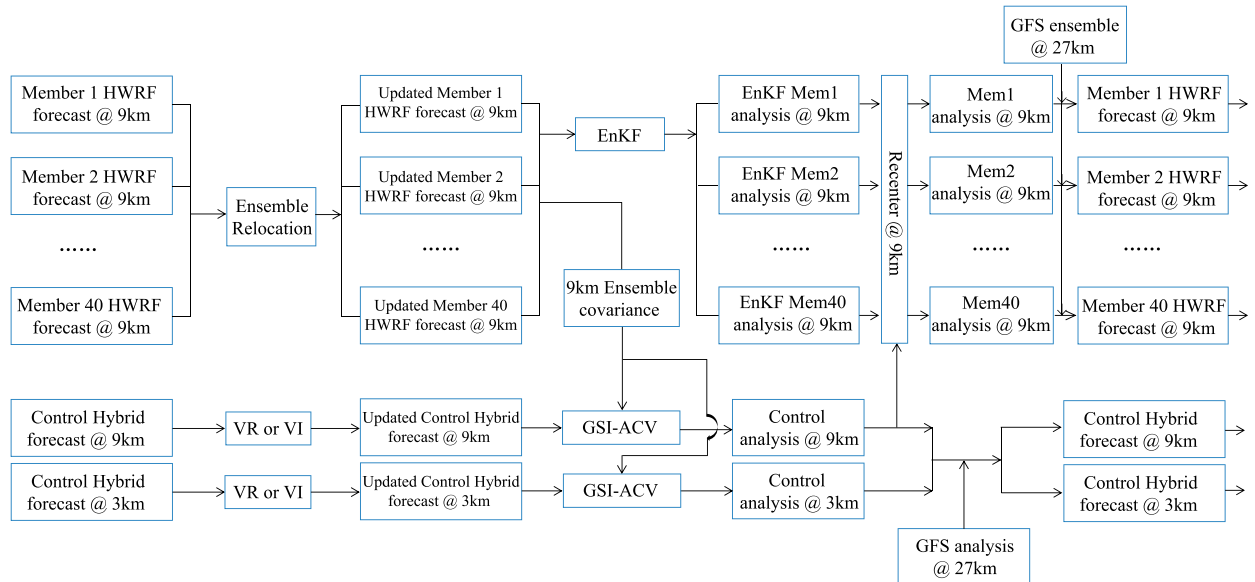 GFS ensemble
@ 27km
Member 1 HWRF
forecast @ 9km
Updated Member 1
HWRF forecast @ 9km
EnKF
EnKF Mem1
analysis @ 9km
Mem1
analysis @ 9km
Member 1 HWRF
forecast @ 9km
Member 2 HWRF
forecast @ 9km
Ensemble
Relocation
Updated Member 2
HWRF forecast @ 9km
EnKF Mem2
analysis @ 9km
Recenter @ 9km
Mem2
analysis @ 9km
Member 2 HWRF
forecast @ 9km
......
......
......
......
......
Member 40 HWRF
forecast @ 9km
Updated Member 40
HWRF forecast @ 9km
9km Ensemble
covariance
EnKF Mem40
analysis @ 9km
Mem40
analysis @ 9km
Member 40 HWRF
forecast @ 9km
Control Hybrid
forecast @ 9km
VR or VI
Updated Control Hybrid
forecast @ 9km
GSI-ACV
Control
analysis @ 9km
Control Hybrid
forecast @ 9km
Control Hybrid
forecast @ 3km
VR or VI
Updated Control Hybrid
forecast @ 3km
GSI-ACV
Control
analysis @ 3km
Control Hybrid
forecast @ 3km
GFS analysis
@ 27km